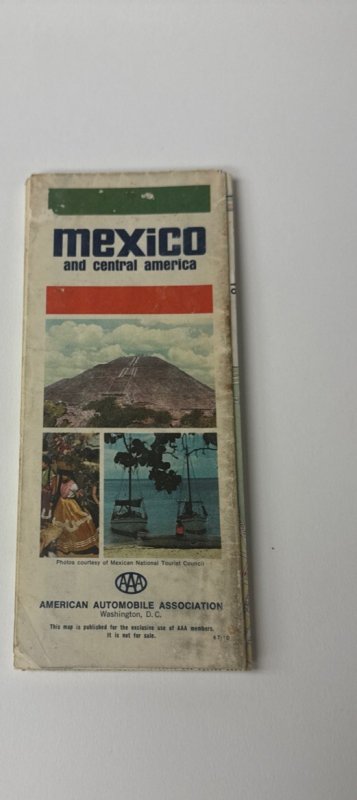 mexico
and central america
Photos courtesy of Mexican National Tourist Council
AAA
AMERICAN AUTOMOBILE ASSOCIATION
Washington, D. C.
This map is published for the exclusive use of AAA members.
It is not for sale.